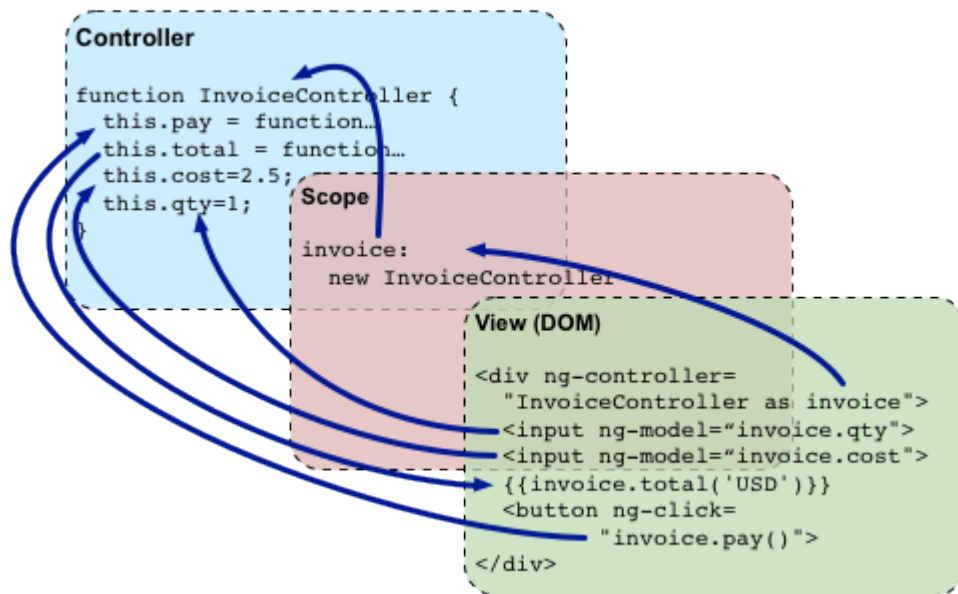 Controller
function InvoiceController {
this.pay = function…
this.total = function…
this.cost=2.5;
this.qty=1;
}
Scope
invoice:
new InvoiceController
View (DOM)
<div ng-controller=
"InvoiceController as invoice">
<input ng-model=“invoice.qty">
<input ng-model=“invoice.cost">
{{invoice.total('USD')}}
<button ng-click=
"invoice.pay()">
</div>